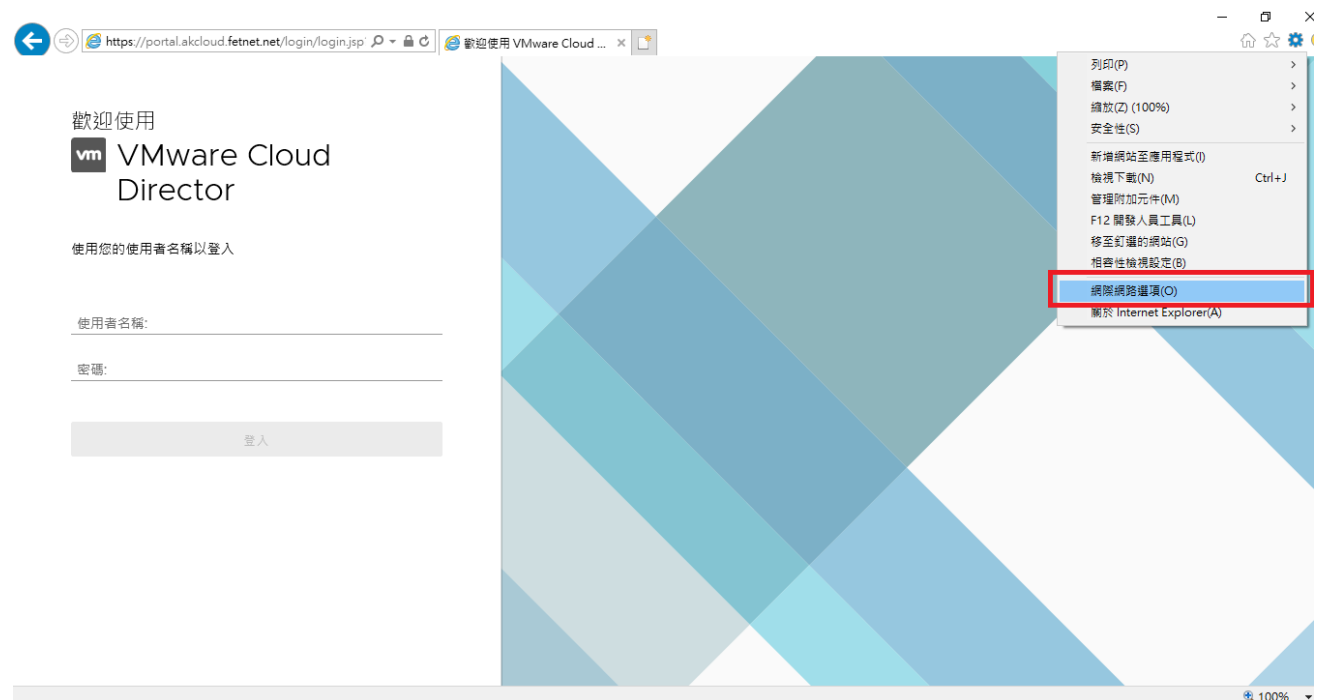 https://portal.akcloud.fetnet.net/login/login.jsp
歡迎使用 VMware Cloud ...
列印(P)
檔案(F)
縮放(Z) (100%)
安全性(S)
新增網站至應用程式(I)
檢視下載(N) Ctrl+J
管理附加元件(M)
F12 開發人員工具(L)
移至釘選的網站(G)
相容性檢視設定(B)
網際網路選項(O)
關於 Internet Explorer(A)
歡迎使用
vm VMware Cloud
Director
使用您的使用者名稱以登入
使用者名稱:
密碼:
登入
100%